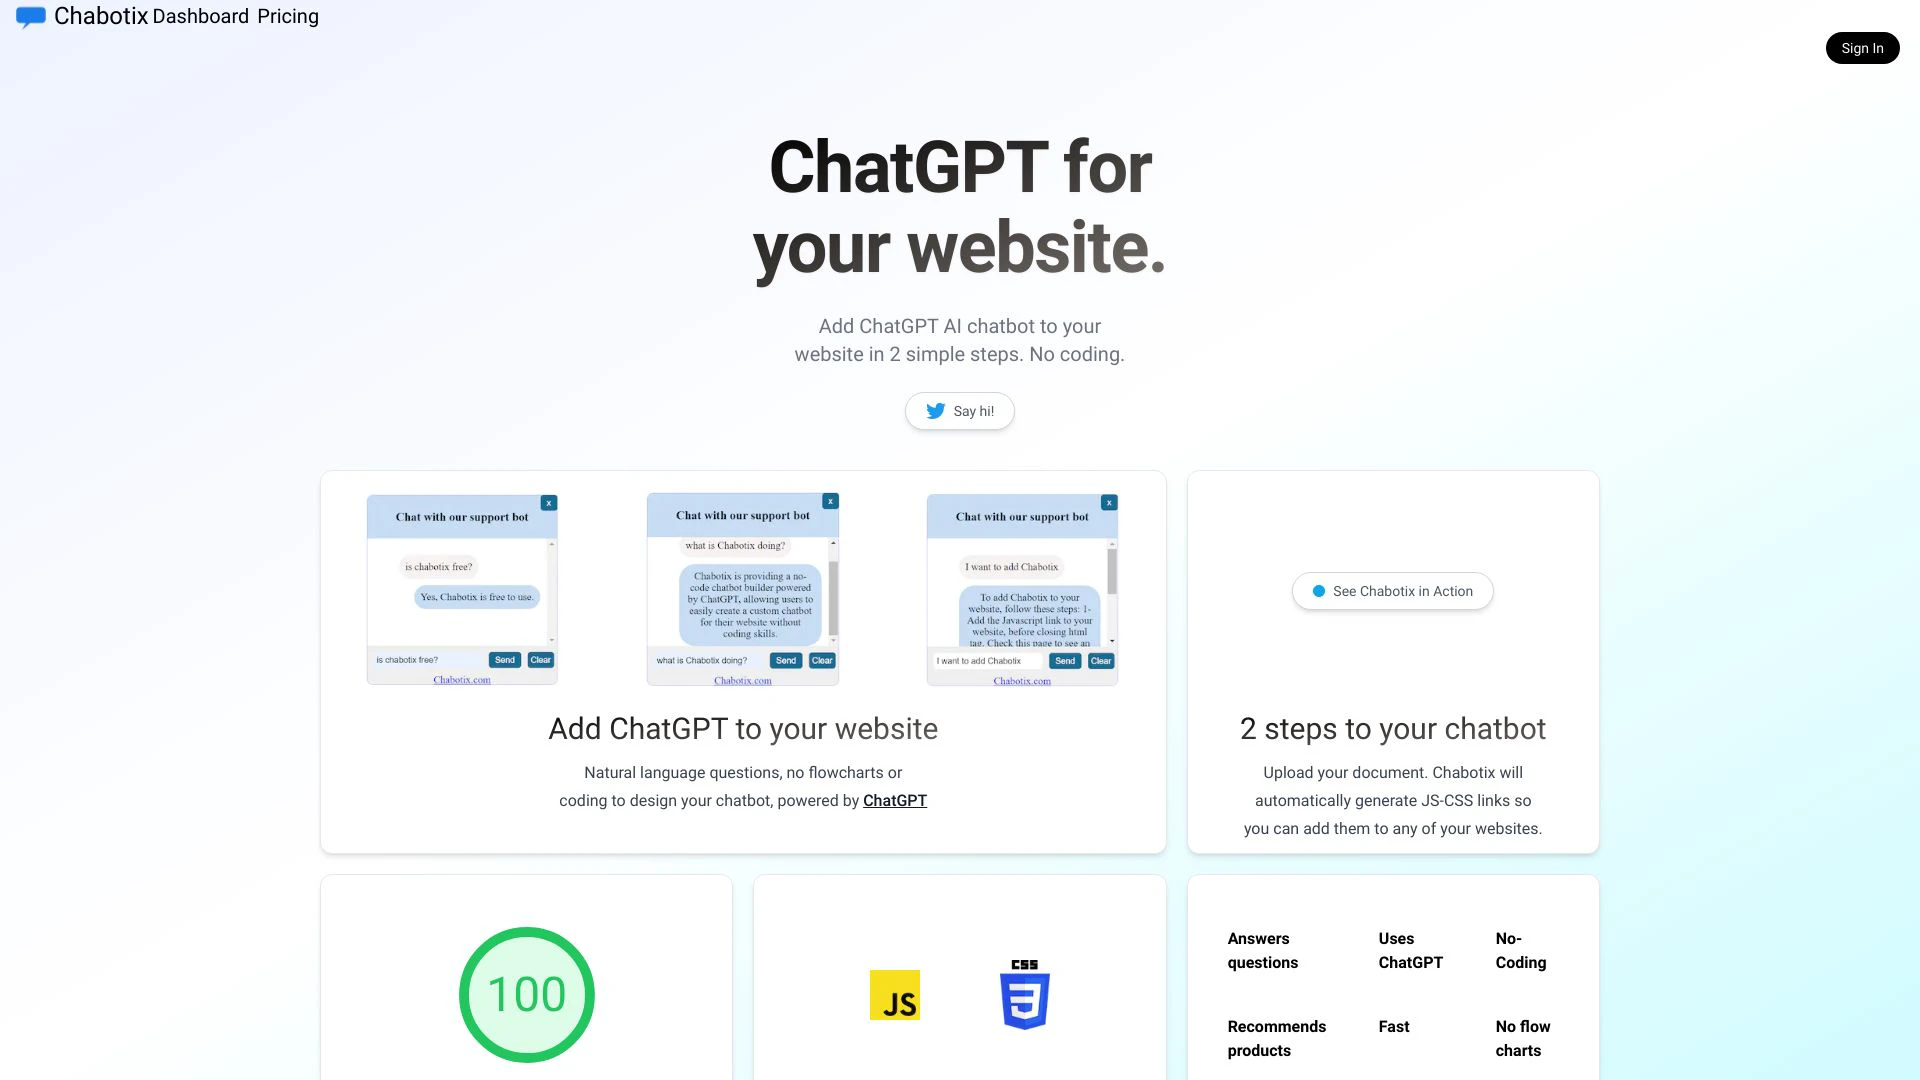 Chabotix Dashboard Pricing
Sign In
ChatGPT for
your website.
Add ChatGPT AI chatbot to your
website in 2 simple steps. No coding.
Say hi!
Chat with our support bot
x
is chabotix free?
Yes, Chabotix is free to use.
is chabotix free?
Send
Clear
Chabotix.com
Chat with our support bot
x
what is Chabotix doing?
Chabotix is providing a no-
code chatbot builder powered
by ChatGPT, allowing users to
easily create a custom chatbot
for their website without
coding skills.
what is Chabotix doing?
Send
Clear
Chabotix.com
Chat with our support bot
x
I want to add Chabotix
To add Chabotix to your
website, follow these steps: 1-
Add the Javascript link to your
website, before closing html
tag. Check this page to see an
I want to add Chabotix
Send
Clear
Chabotix.com
Add ChatGPT to your website
Natural language questions, no flowcharts or
coding to design your chatbot, powered by ChatGPT
See Chabotix in Action
2 steps to your chatbot
Upload your document. Chabotix will
automatically generate JS-CSS links so
you can add them to any of your websites.
100
JS
CSS
3
Answers
questions
Uses
ChatGPT
No-
Coding
Recommends
products
Fast
No flow
charts